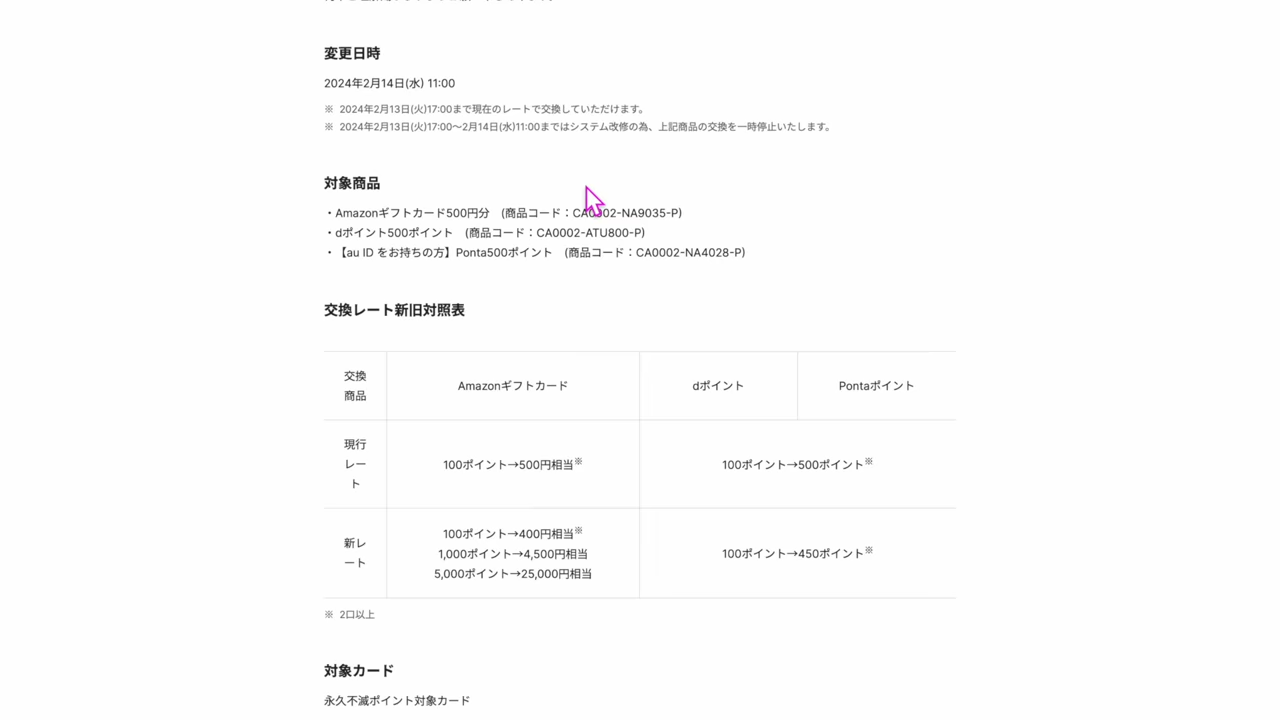 変更日時
2024年2月14日(水) 11:00
※ 2024年2月13日(火)17:00まで現在のレートで交換していただけます。
※ 2024年2月13日(火)17:00〜2月14日(水)11:00まではシステム改修の為、上記商品の交換を一時停止いたします。
対象商品
・Amazonギフトカード500円分 (商品コード：CA0002-NA9035-P)
・dポイント500ポイント (商品コード：CA0002-ATU800-P)
・【au ID をお持ちの方】Ponta500ポイント (商品コード：CA0002-NA4028-P)
交換レート新旧対照表
交換
商品
Amazonギフトカード
dポイント
Pontaポイント
現行
レー
ト
100ポイント→500円相当※
100ポイント→500ポイント※
新レ
ート
100ポイント→400円相当※
1,000ポイント→4,500円相当
5,000ポイント→25,000円相当
100ポイント→450ポイント※
※ 2口以上
対象カード
永久不滅ポイント対象カード